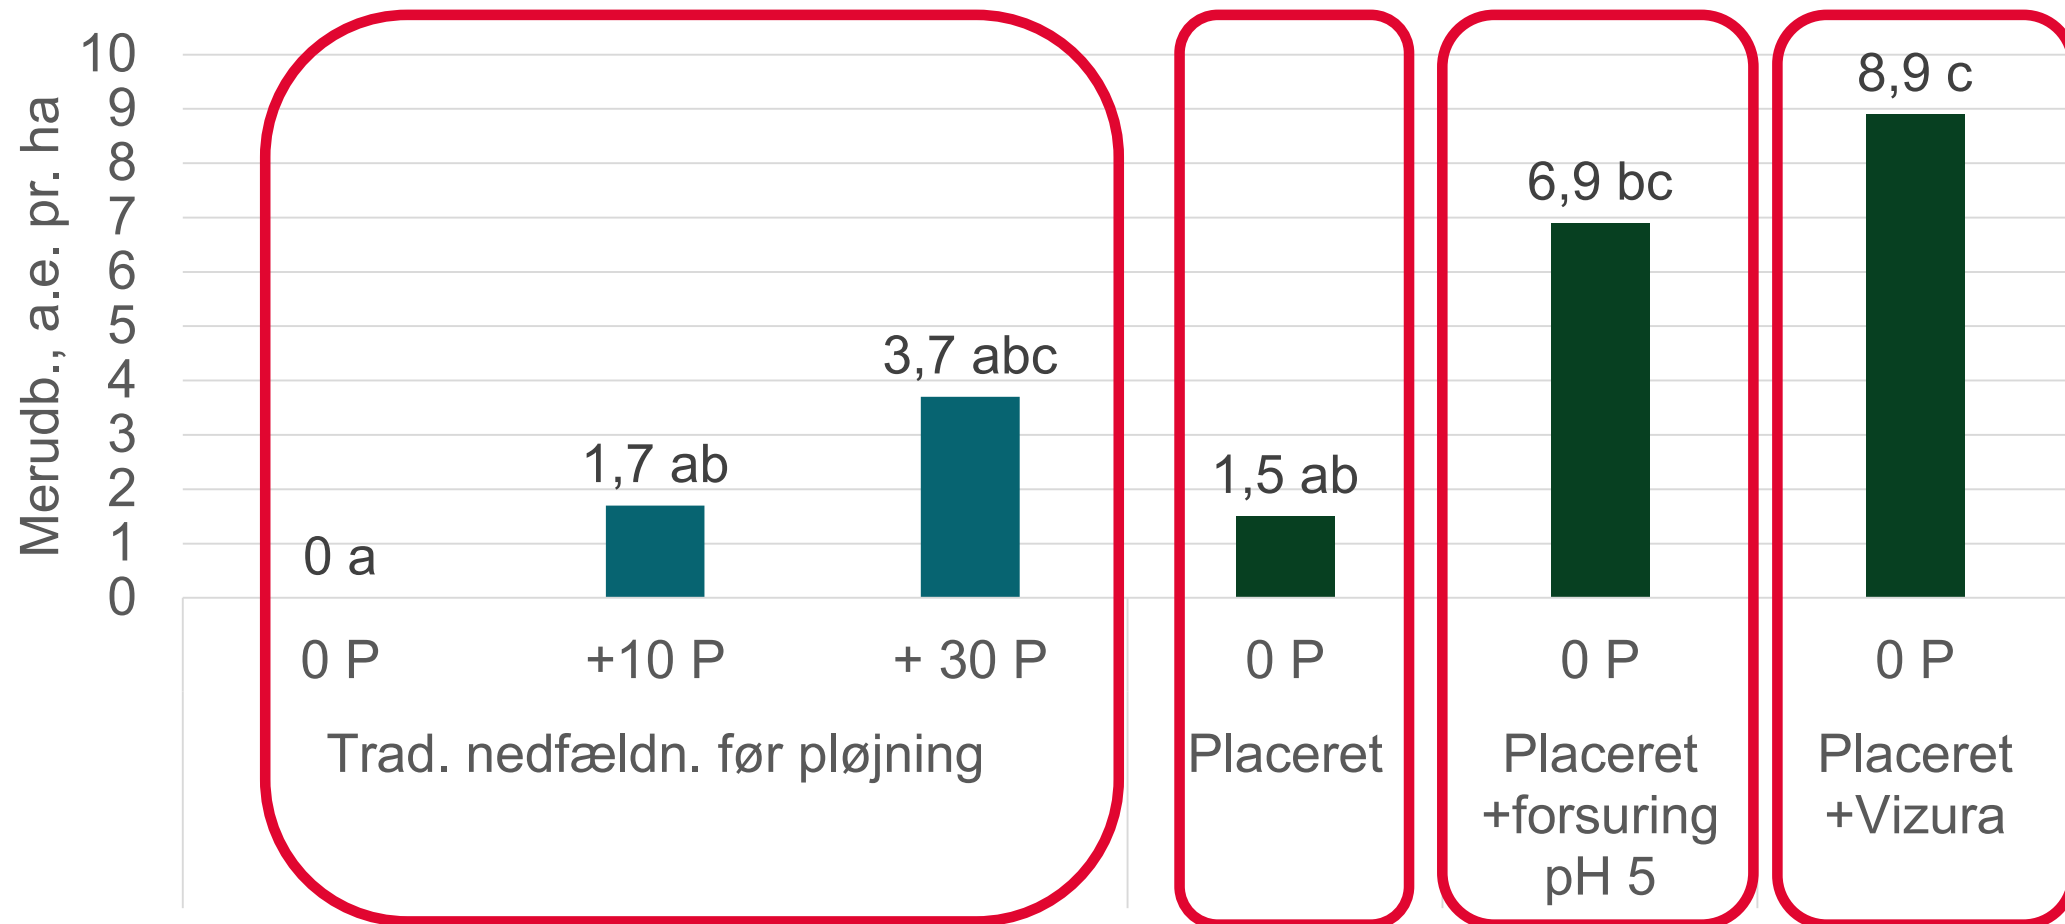 Merudb., a.e. pr. ha
10
9
8
7
6
5
4
3
2
1
0
0 a
1,7 ab
3,7 abc
1,5 ab
6,9 bc
8,9 c
0 P
+10 P
+ 30 P
0 P
0 P
0 P
Trad. nedfældn. før pløjning
Placeret
Placeret
+forsuring
pH 5
Placeret
+Vizura